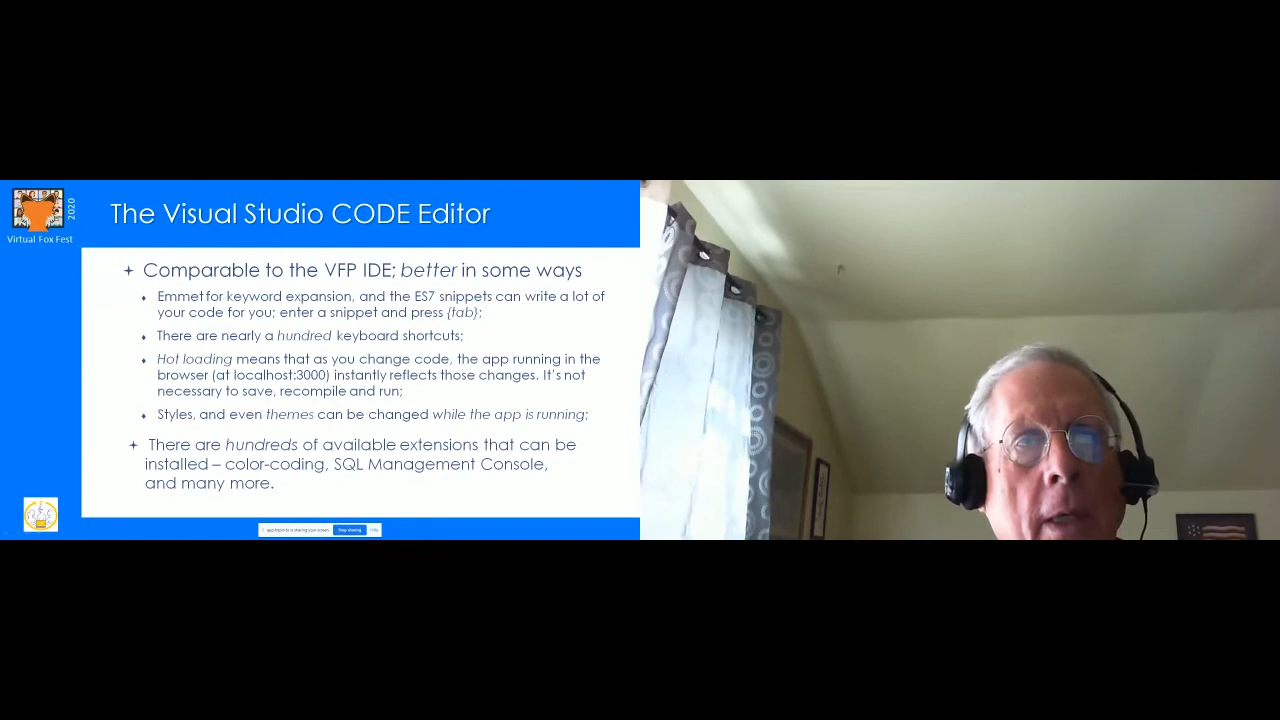 2020
Virtual Fox Fest
The Visual Studio CODE Editor
Comparable to the VFP IDE; better in some ways
Emmet for keyword expansion, and the ES7 snippets can write a lot of
your code for you; enter a snippet and press {tab};
There are nearly a hundred keyboard shortcuts;
Hot loading means that as you change code, the app running in the
browser (at localhost:3000) instantly reflects those changes. It's not
necessary to save, recompile and run;
Styles, and even themes can be changed while the app is running;
There are hundreds of available extensions that can be
installed – color-coding, SQL Management Console,
and many more.
is sharing your screen. Stop sharing Hide